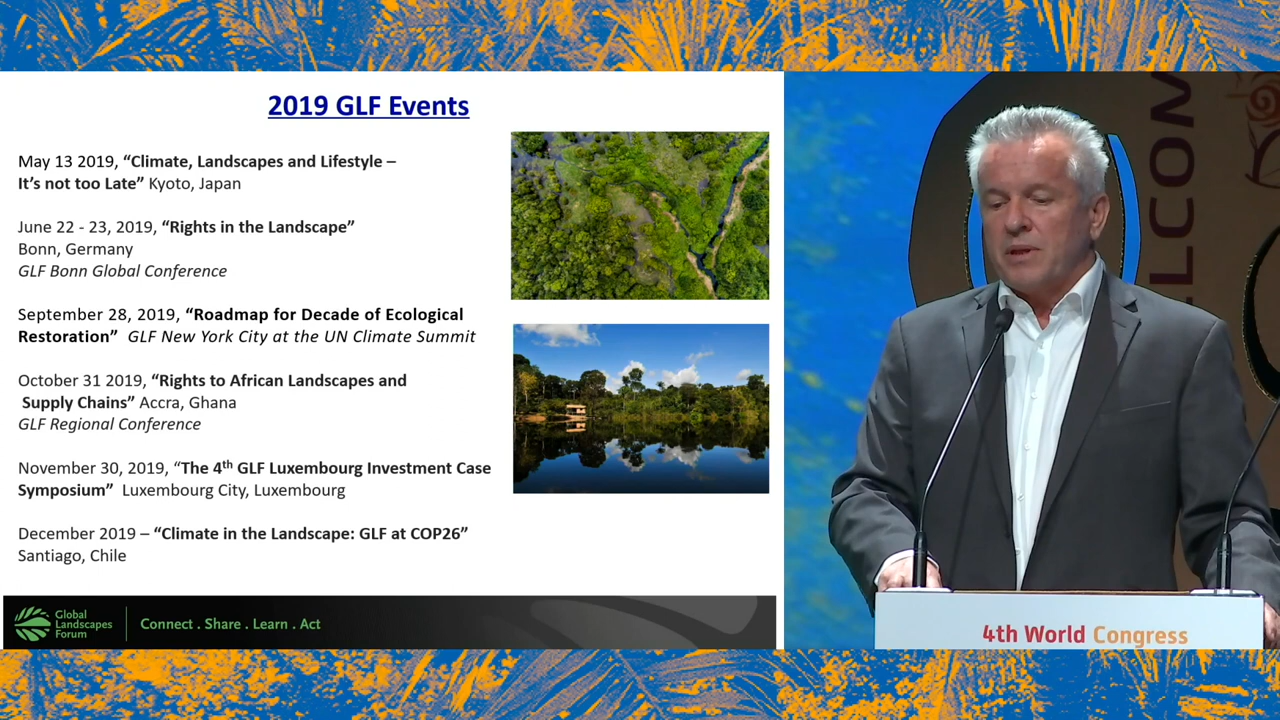 2019 GLF Events
May 13 2019, “Climate, Landscapes and Lifestyle –
It’s not too Late” Kyoto, Japan
June 22 - 23, 2019, “Rights in the Landscape”
Bonn, Germany
GLF Bonn Global Conference
September 28, 2019, “Roadmap for Decade of Ecological
Restoration” GLF New York City at the UN Climate Summit
October 31 2019, “Rights to African Landscapes and
Supply Chains” Accra, Ghana
GLF Regional Conference
November 30, 2019, “The 4th GLF Luxembourg Investment Case
Symposium” Luxembourg City, Luxembourg
December 2019 – “Climate in the Landscape: GLF at COP26”
Santiago, Chile
Global
Landscapes
Forum
Connect . Share . Learn . Act
LCOM
4th World Congress